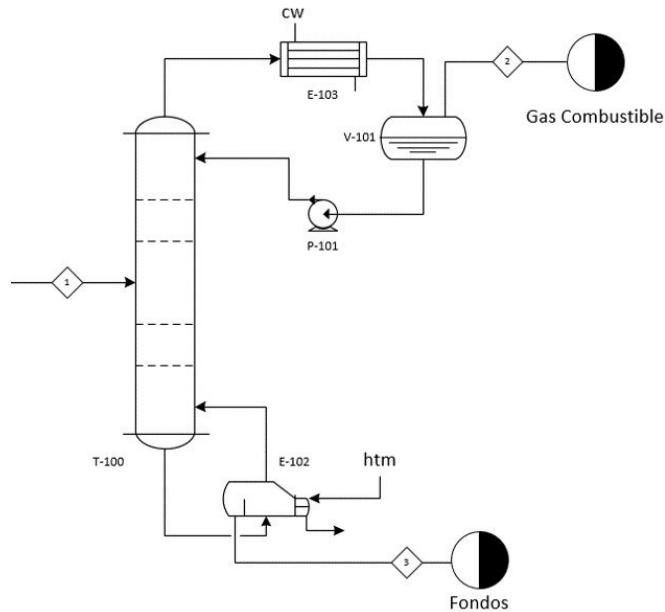 CW
2
E-103
Gas Combustible
V-101
P-101
1
T-100
E-102
htm
3
Fondos